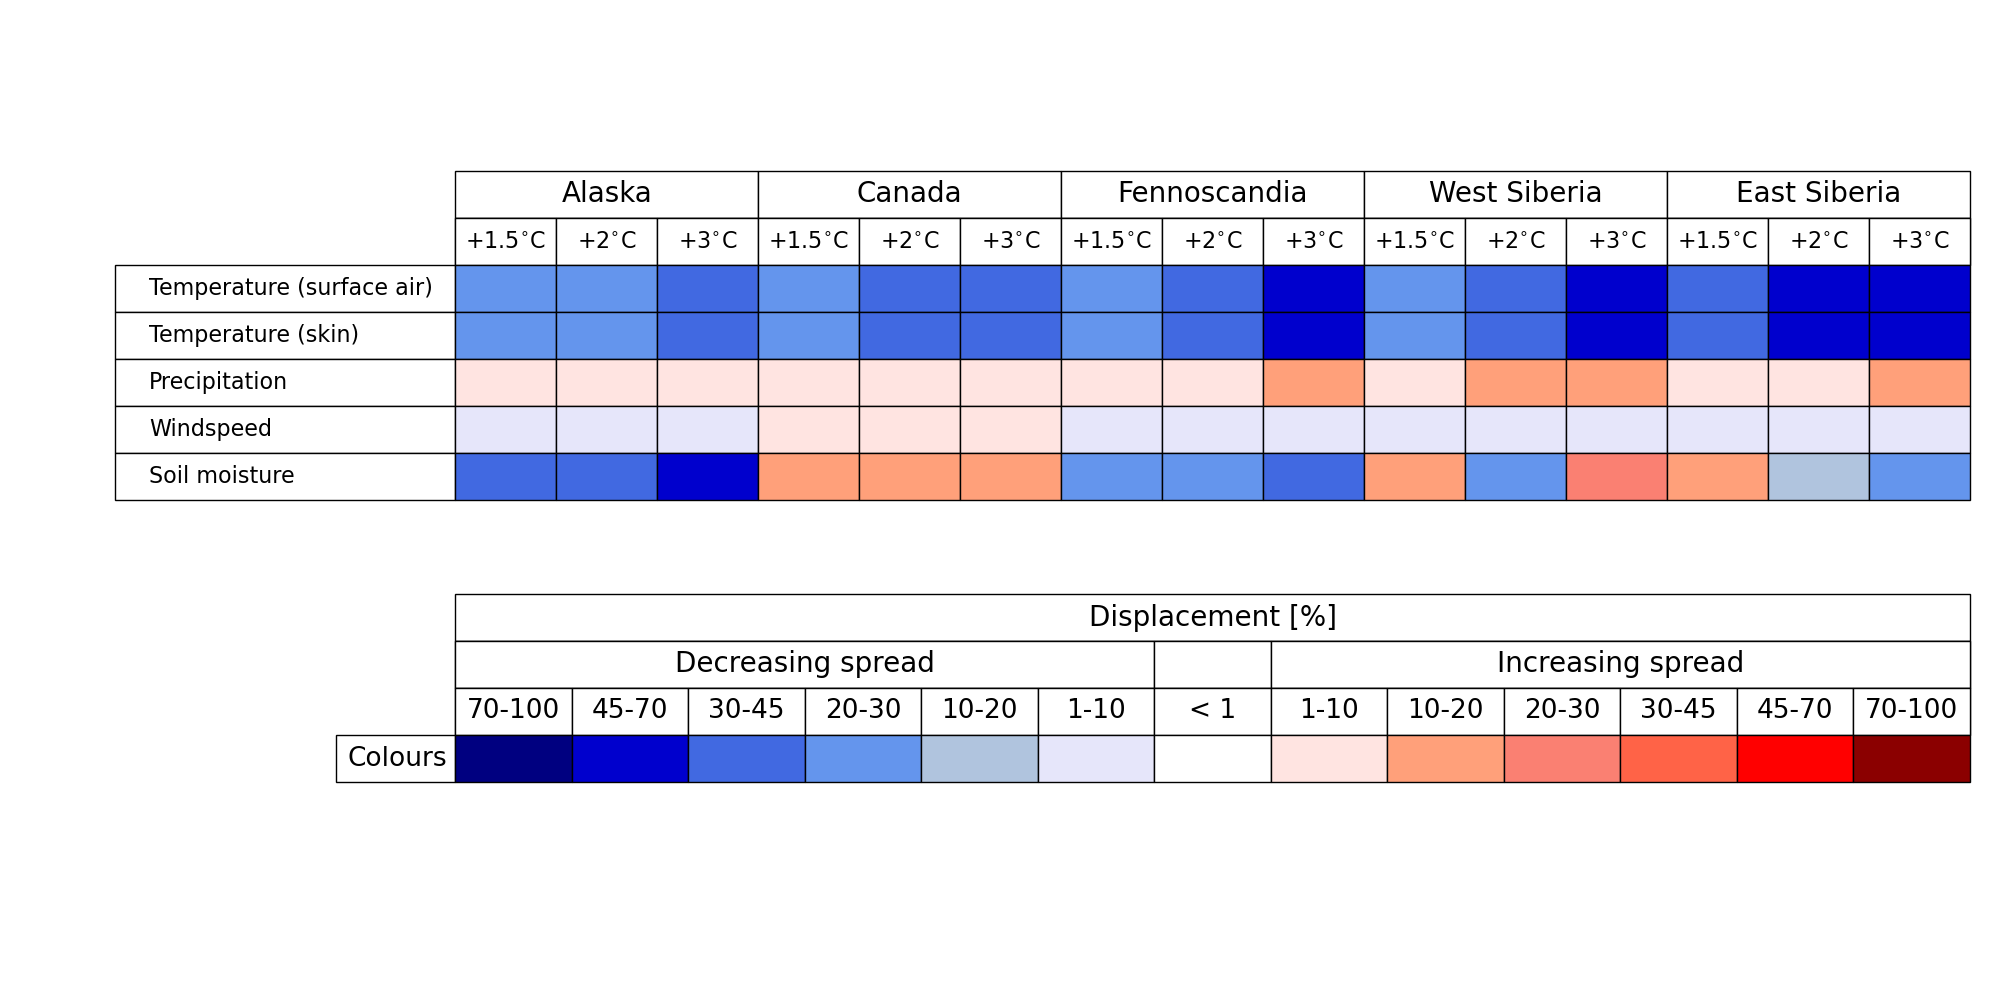 Alaska Canada Fennoscandia West Siberia East Siberia
+1.5°C +2°C +3°C +1.5°C +2°C +3°C +1.5°C +2°C +3°C +1.5°C +2°C +3°C +1.5°C +2°C +3°C
Temperature (surface air)
Temperature (skin)
Precipitation
Windspeed
Soil moisture
Displacement [%]
Decreasing spread Increasing spread
70-100 45-70 30-45 20-30 10-20 1-10 < 1 1-10 10-20 20-30 30-45 45-70 70-100
Colours